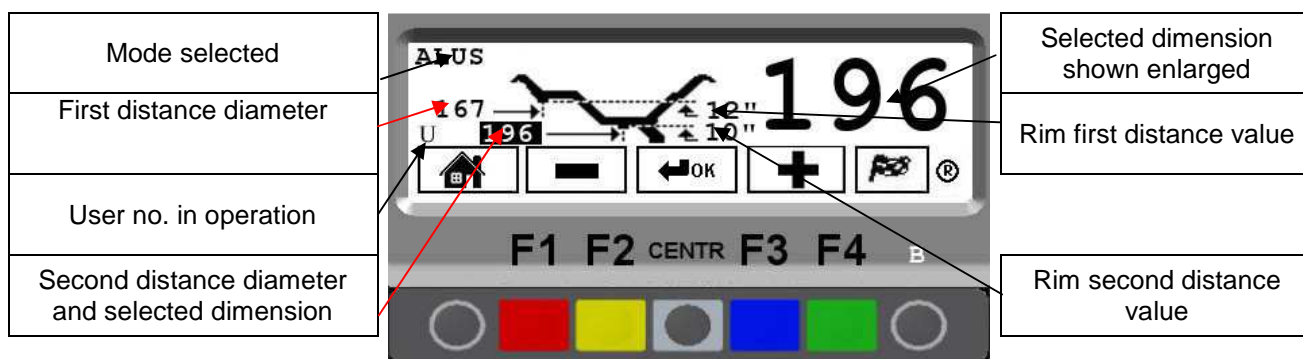 Mode selected
First distance diameter
User no. in operation
Second distance diameter
and selected dimension
ALUS
167
U
196
12"
10"
196
OK
®
F1 F2 CENTR F3 F4 B
Selected dimension
shown enlarged
Rim first distance value
Rim second distance
value